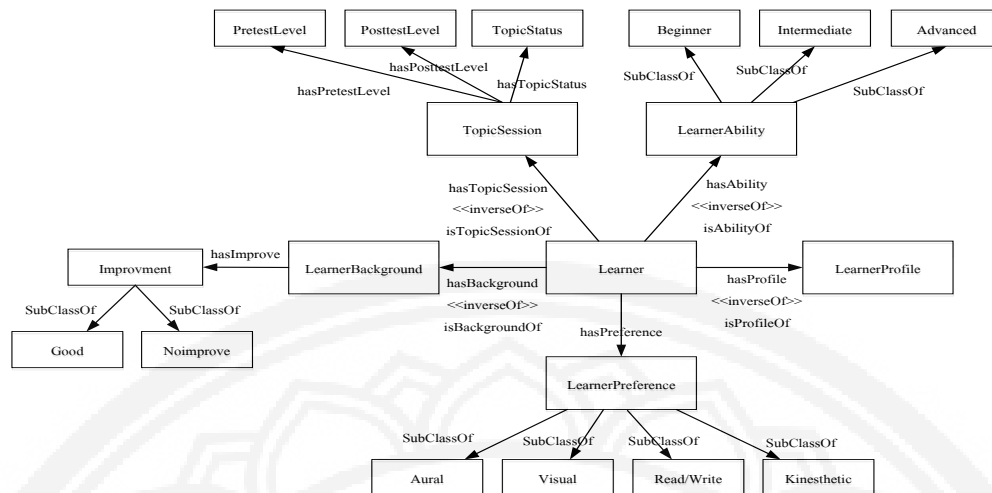 PretestLevel
PosttestLevel
TopicStatus
Beginner
Intermediate
Advanced
hasPosttestLevel
hasPretestLevel
hasTopicStatus
SubClassOf
SubClassOf
SubClassOf
TopicSession
LearnerAbility
hasTopicSession
<<inverseOf>>
isTopicSessionOf
hasAbility
<<inverseOf>>
isAbilityOf
Improvment
hasImprove
LearnerBackground
hasBackground
<<inverseOf>>
isBackgroundOf
Learner
hasProfile
<<inverseOf>>
isProfileOf
LearnerProfile
SubClassOf
SubClassOf
Good
Noimprove
hasPreference
LearnerPreference
SubClassOf
SubClassOf
SubClassOf
SubClassOf
Aural
Visual
Read/Write
Kinesthetic